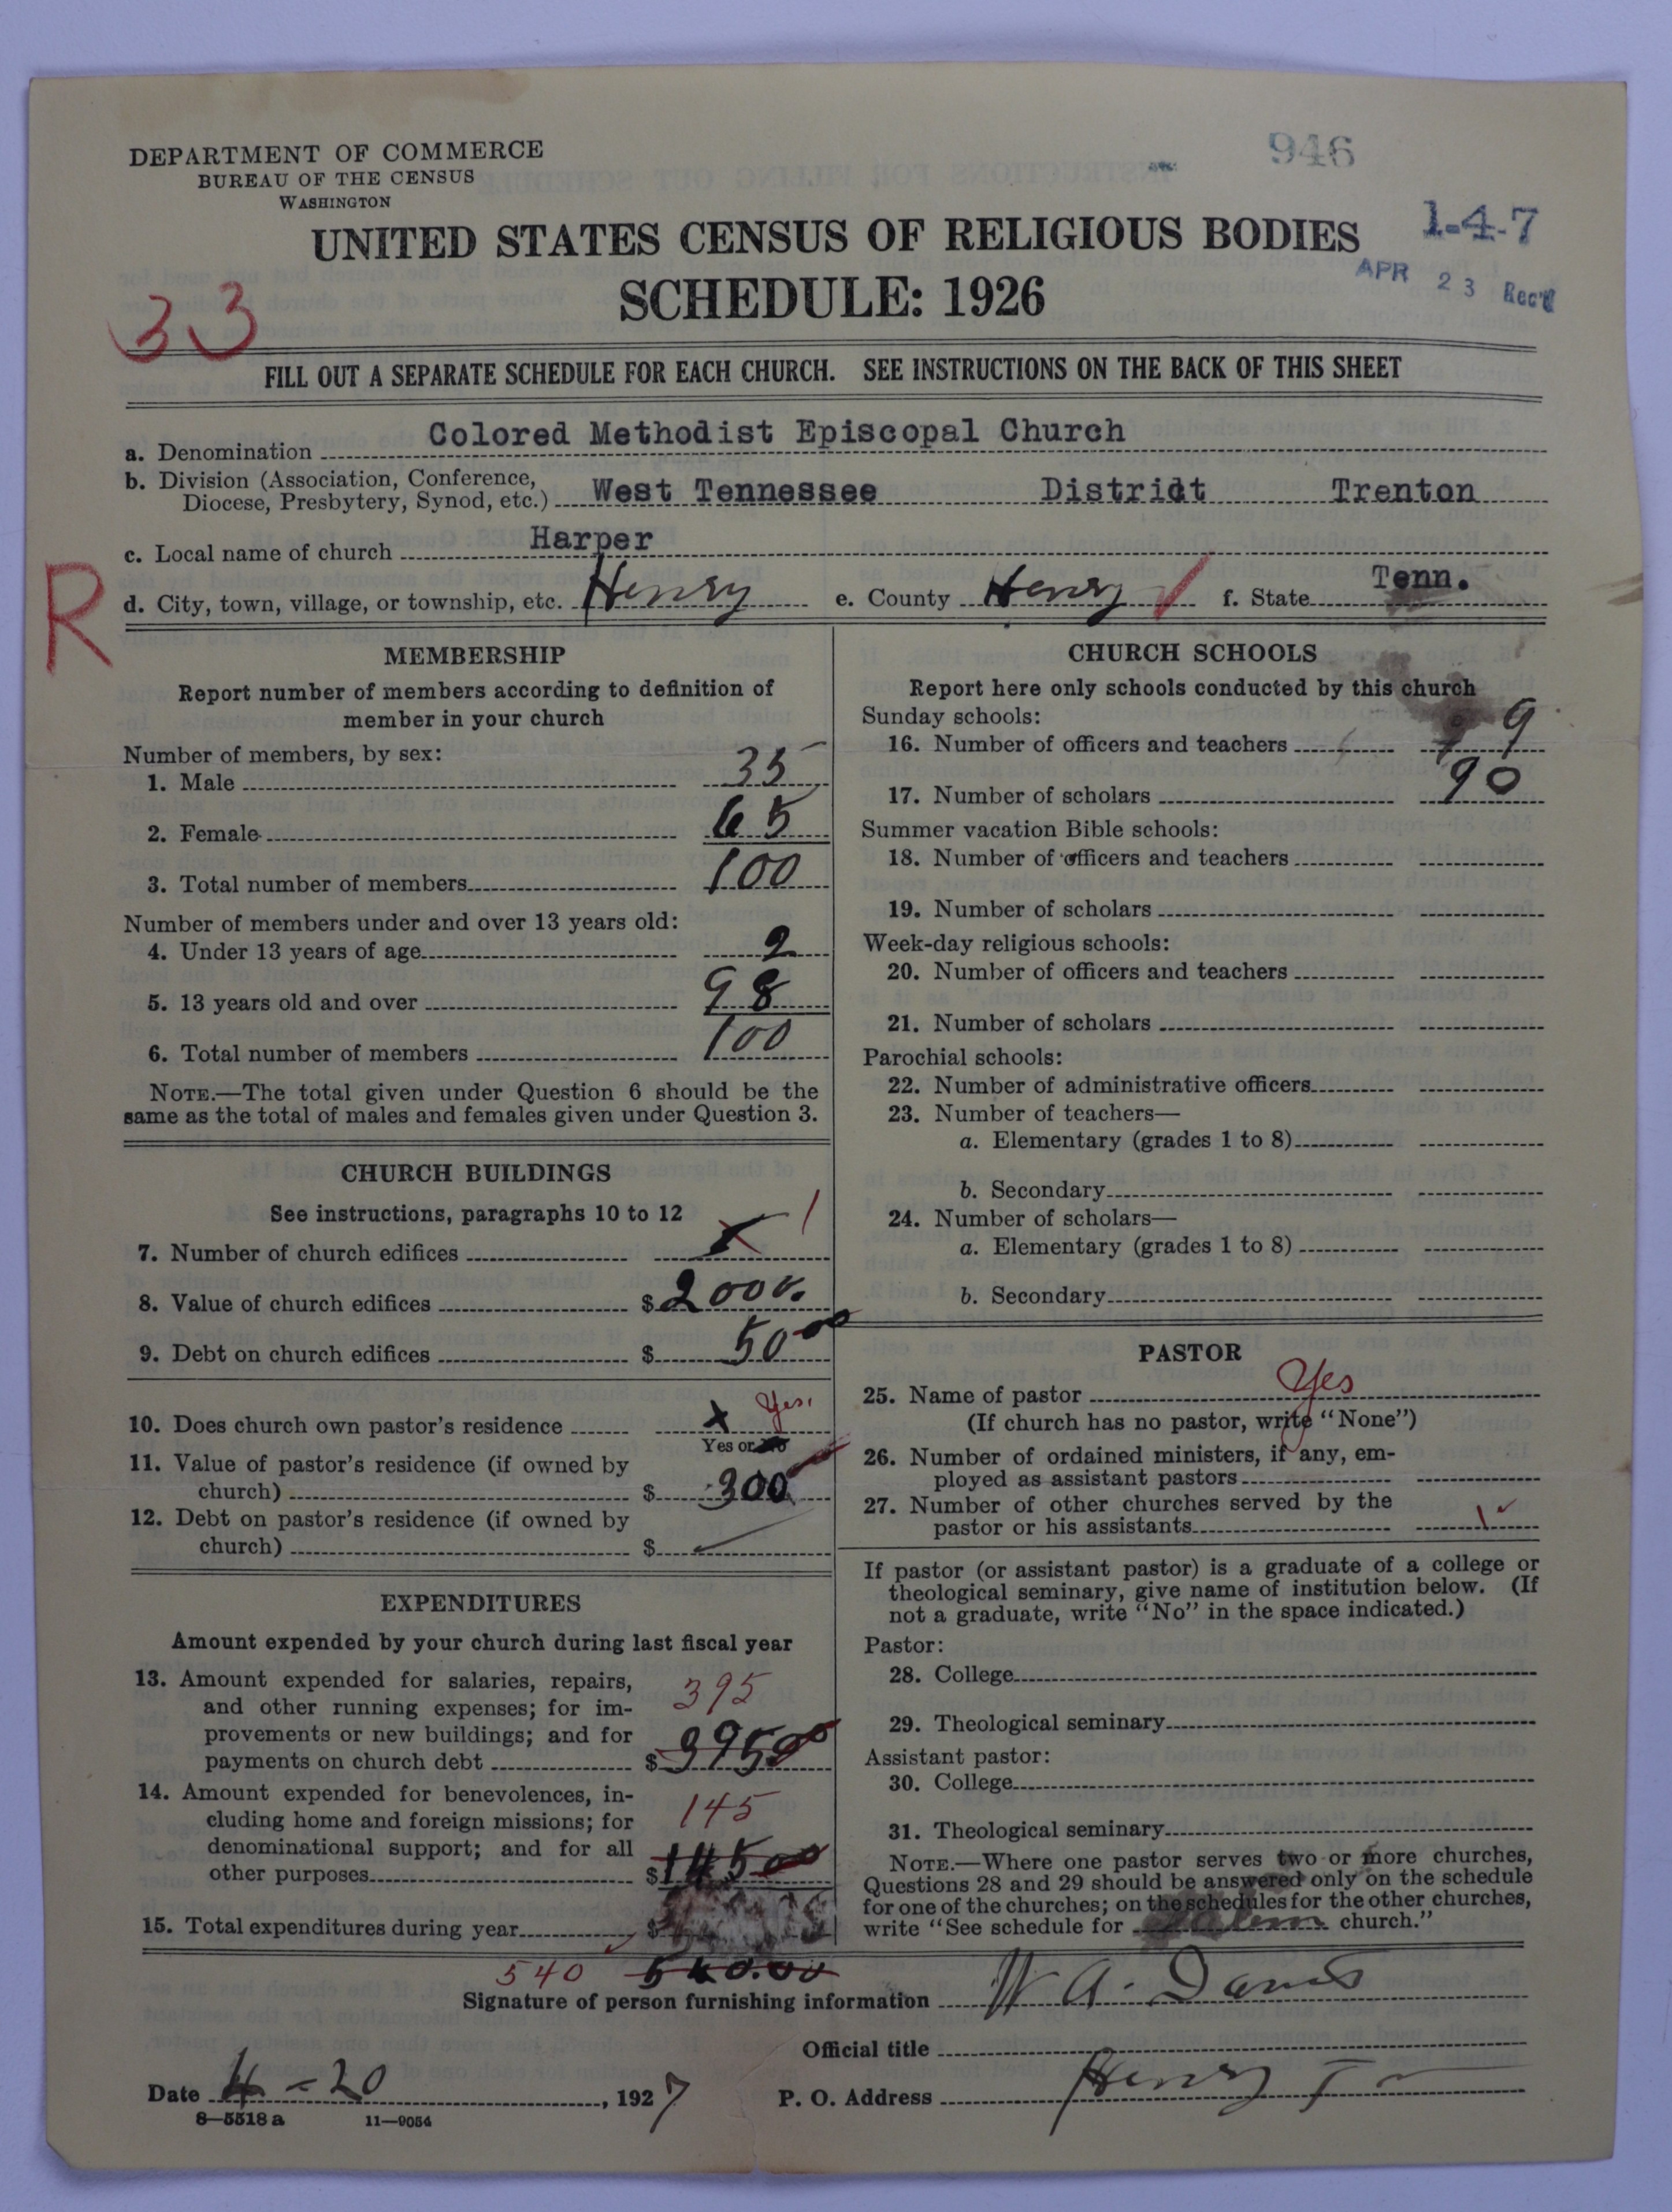 946
DEPARTMENT OF COMMERCE
BUREAU OF THE CENSUS
WASHINGTON
1-4-7
UNITED STATES CENSUS OF RELIGIOUS BODIES
APR 23 Rec'd
SCHEDULE: 1926
33
FILL OUT A SEPARATE SCHEDULE FOR EACH CHURCH. SEE INSTRUCTIONS ON THE BACK OF THIS SHEET
a. Denomination Colored Methodist Episcopal Church
b. Division (Association, Conference,
Diocese, Presbytery, Synod, etc.) West Tennessee District Trenton
c. Local name of church Harper
R
d. City, town, village, or township, etc. Henry e. County Henry f. State Tenn.
MEMBERSHIP
Report number of members according to definition of
member in your church
Number of members, by sex:
1. Male 35
2. Female 65
3. Total number of members 100
Number of members under and over 13 years old:
4. Under 13 years of age 2
5. 13 years old and over 98
6. Total number of members 100
NOTE.—The total given under Question 6 should be the
same as the total of males and females given under Question 3.
CHURCH BUILDINGS
See instructions, paragraphs 10 to 12
7. Number of church edifices 1
8. Value of church edifices $ 2000.
9. Debt on church edifices $ 50 00
10. Does church own pastor's residence x Yes.
Yes or No
11. Value of pastor's residence (if owned by
church) $ 300
12. Debt on pastor's residence (if owned by
church) $
EXPENDITURES
Amount expended by your church during last fiscal year
13. Amount expended for salaries, repairs,
and other running expenses; for im-
provements or new buildings; and for
payments on church debt $ 395 00
395
14. Amount expended for benevolences, in-
cluding home and foreign missions; for
denominational support; and for all
other purposes $ 145 00
145
15. Total expenditures during year $
540 540.00
CHURCH SCHOOLS
Report here only schools conducted by this church
Sunday schools:
16. Number of officers and teachers 9
17. Number of scholars 90
Summer vacation Bible schools:
18. Number of officers and teachers
19. Number of scholars
Week-day religious schools:
20. Number of officers and teachers
21. Number of scholars
Parochial schools:
22. Number of administrative officers
23. Number of teachers—
a. Elementary (grades 1 to 8)
b. Secondary
24. Number of scholars—
a. Elementary (grades 1 to 8)
b. Secondary
PASTOR
25. Name of pastor Yes
(If church has no pastor, write "None")
26. Number of ordained ministers, if any, em-
ployed as assistant pastors
27. Number of other churches served by the
pastor or his assistants 1
If pastor (or assistant pastor) is a graduate of a college or
theological seminary, give name of institution below. (If
not a graduate, write "No" in the space indicated.)
Pastor:
28. College
29. Theological seminary
Assistant pastor:
30. College
31. Theological seminary
NOTE.—Where one pastor serves two or more churches,
Questions 28 and 29 should be answered only on the schedule
for one of the churches; on the schedules for the other churches,
write "See schedule for church."
Signature of person furnishing information W. A. Davis
Official title
Date 4-20, 1927 P. O. Address Henry
8—5518 a 11—9054